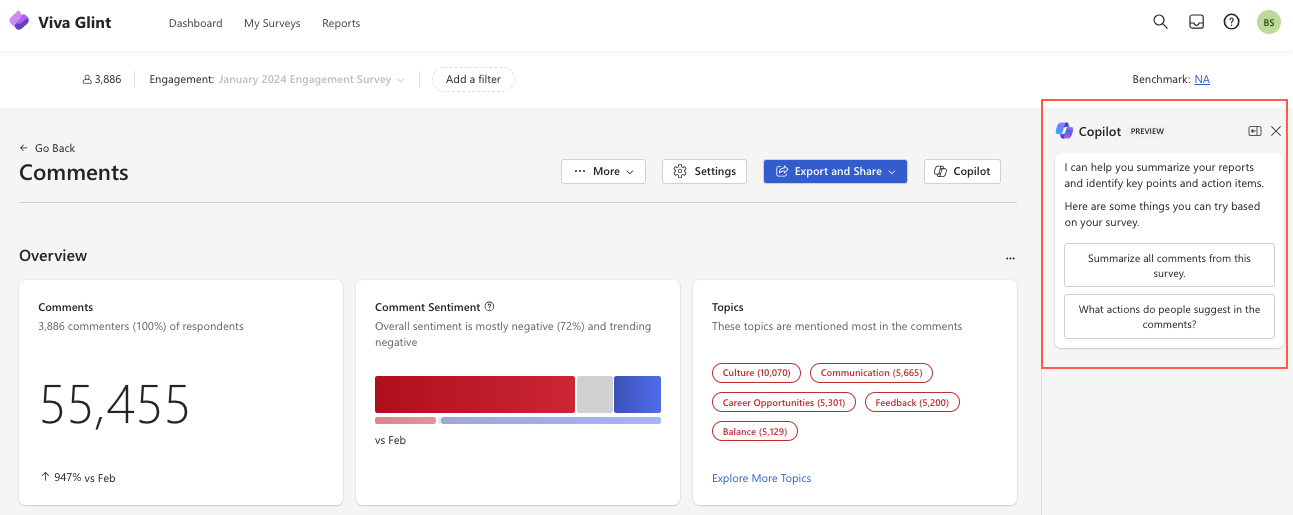 Viva Glint
Dashboard My Surveys Reports
BS
3,886 Engagement: January 2024 Engagement Survey Add a filter
Benchmark: NA
Go Back
Comments
... More Settings Export and Share Copilot
Overview
...
Comments
3,886 commenters (100%) of respondents
55,455
↑ 947% vs Feb
Comment Sentiment
Overall sentiment is mostly negative (72%) and trending
negative
vs Feb
Topics
These topics are mentioned most in the comments
Culture (10,070) Communication (5,665)
Career Opportunities (5,301) Feedback (5,200)
Balance (5,129)
Explore More Topics
Copilot PREVIEW
I can help you summarize your reports
and identify key points and action items.
Here are some things you can try based
on your survey.
Summarize all comments from this
survey.
What actions do people suggest in the
comments?